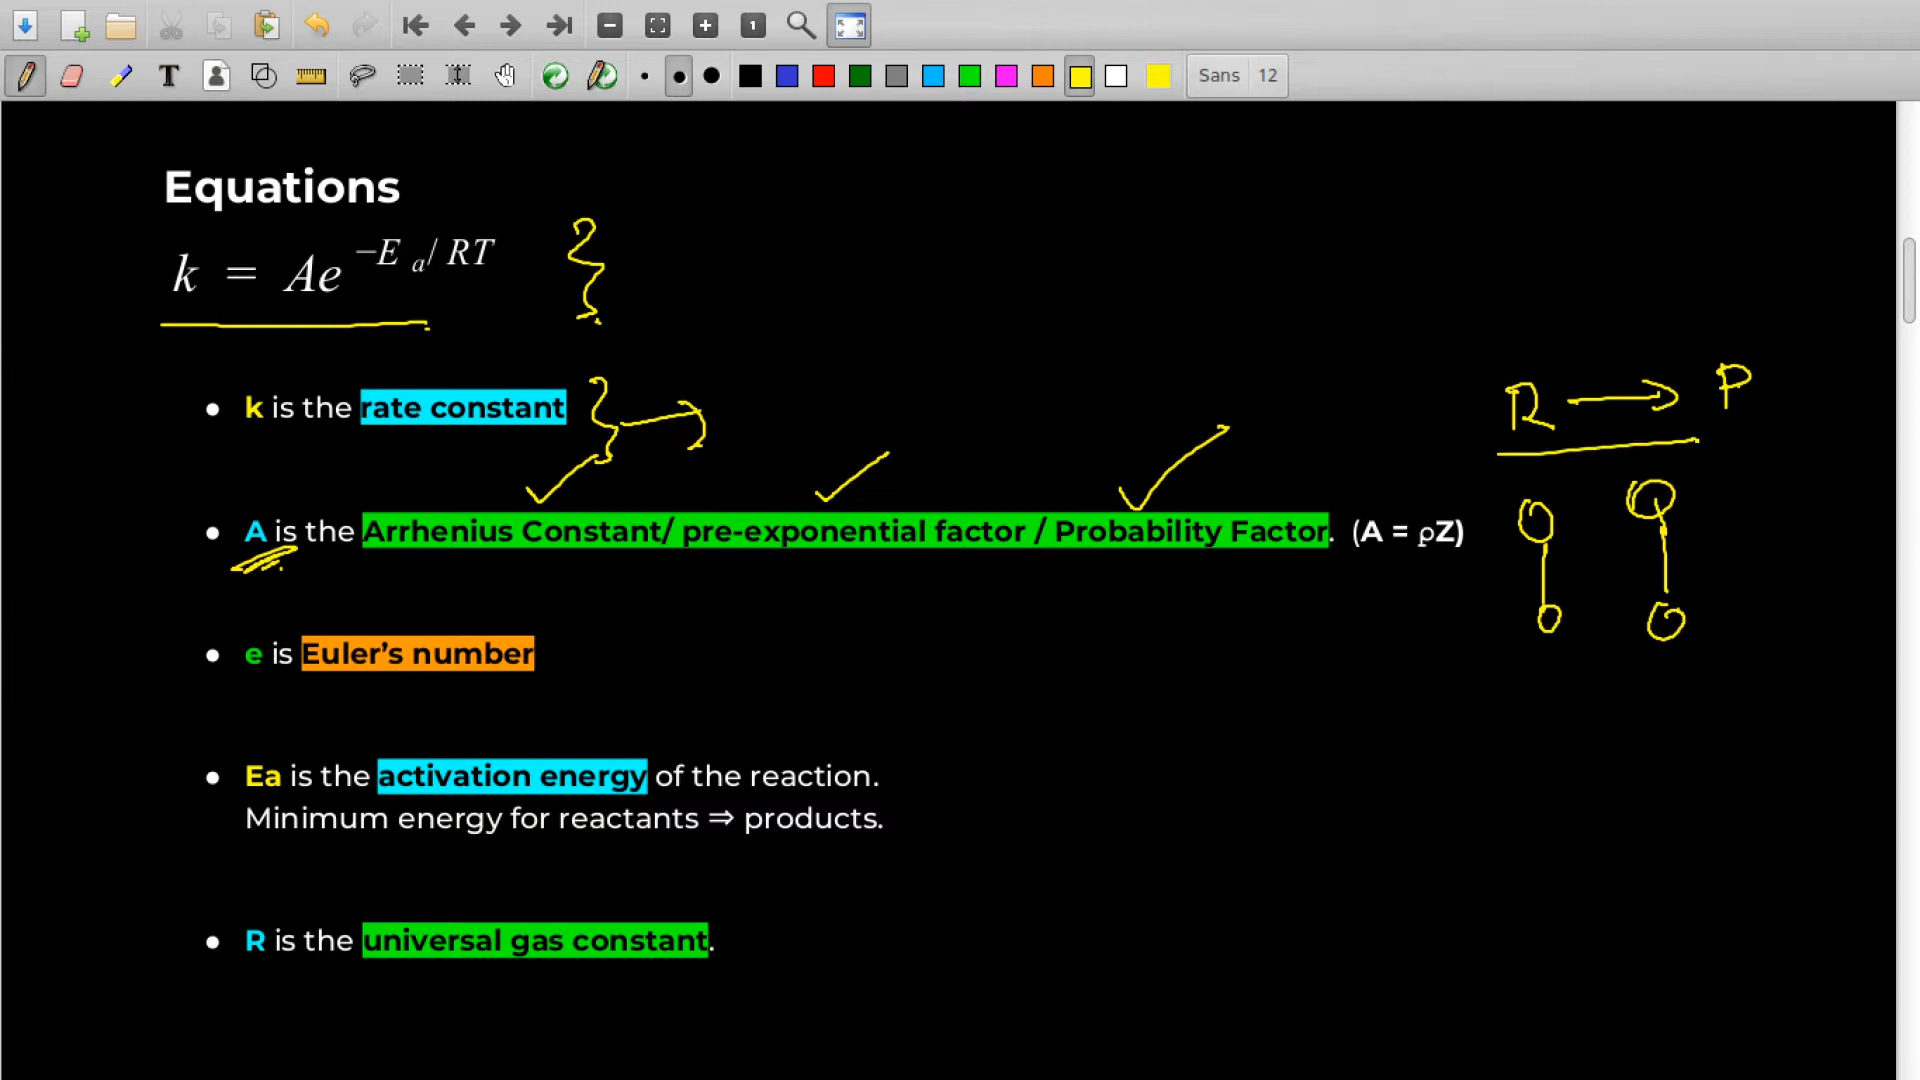 1
T
Sans 12
Equations
k = Ae −E a/ RT
● k is the rate constant
R → P
● A is the Arrhenius Constant/ pre-exponential factor / Probability Factor. (A = ρZ)
● e is Euler’s number
● Ea is the activation energy of the reaction.
Minimum energy for reactants ⇒ products.
● R is the universal gas constant.